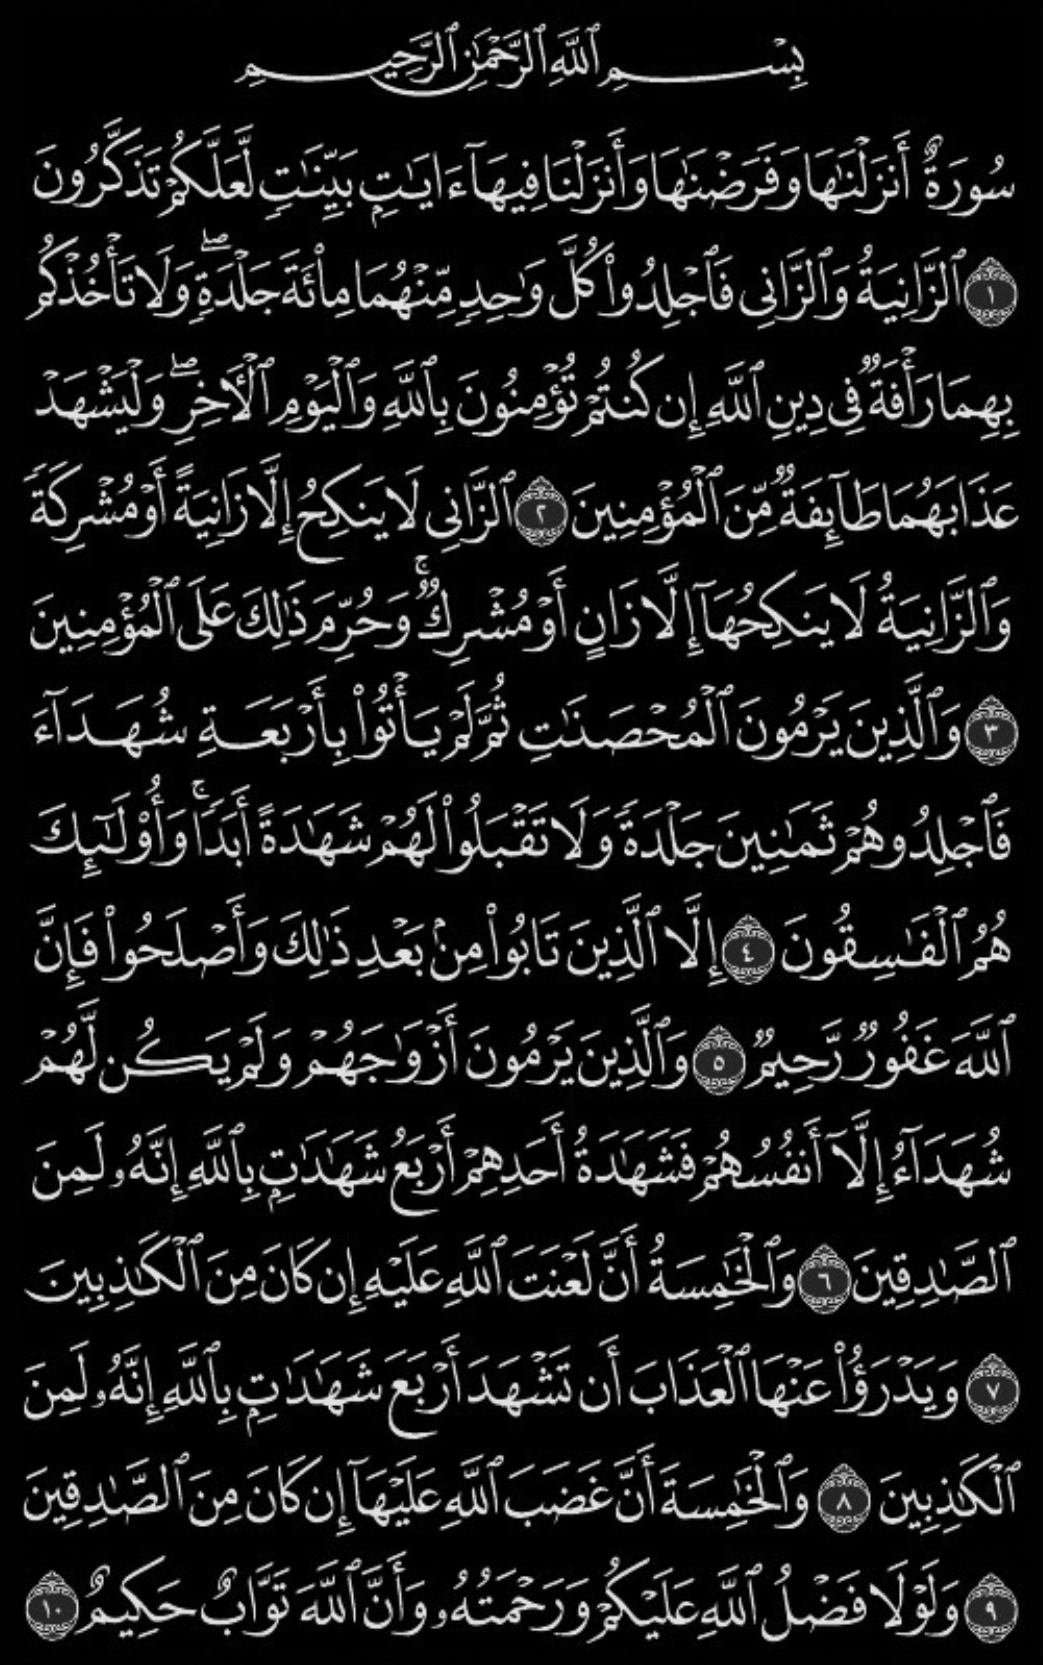 بِسْمِ ٱللَّهِ ٱلرَّحْمَٰنِ ٱلرَّحِيمِ
سُورَةٌ أَنزَلْنَٰهَا وَفَرَضْنَٰهَا وَأَنزَلْنَا فِيهَآ ءَايَٰتٍۭ بَيِّنَٰتٍ لَّعَلَّكُمْ تَذَكَّرُونَ
١ ٱلزَّانِيَةُ وَٱلزَّانِى فَٱجْلِدُوا۟ كُلَّ وَٰحِدٍ مِّنْهُمَا مِا۟ئَةَ جَلْدَةٍ ۖ وَلَا تَأْخُذْكُم
بِهِمَا رَأْفَةٌ فِى دِينِ ٱللَّهِ إِن كُنتُمْ تُؤْمِنُونَ بِٱللَّهِ وَٱلْيَوْمِ ٱلْءَاخِرِ ۖ وَلْيَشْهَدْ
عَذَابَهُمَا طَآئِفَةٌ مِّنَ ٱلْمُؤْمِنِينَ ٢ ٱلزَّانِى لَا يَنكِحُ إِلَّا زَانِيَةً أَوْ مُشْرِكَةً
وَٱلزَّانِيَةُ لَا يَنكِحُهَآ إِلَّا زَانٍ أَوْ مُشْرِكٌ ۚ وَحُرِّمَ ذَٰلِكَ عَلَى ٱلْمُؤْمِنِينَ
٣ وَٱلَّذِينَ يَرْمُونَ ٱلْمُحْصَنَٰتِ ثُمَّ لَمْ يَأْتُوا۟ بِأَرْبَعَةِ شُهَدَآءَ
فَٱجْلِدُوهُمْ ثَمَٰنِينَ جَلْدَةً وَلَا تَقْبَلُوا۟ لَهُمْ شَهَٰدَةً أَبَدًا ۚ وَأُو۟لَٰٓئِكَ
هُمُ ٱلْفَٰسِقُونَ ٤ إِلَّا ٱلَّذِينَ تَابُوا۟ مِنۢ بَعْدِ ذَٰلِكَ وَأَصْلَحُوا۟ فَإِنَّ
ٱللَّهَ غَفُورٌ رَّحِيمٌ ٥ وَٱلَّذِينَ يَرْمُونَ أَزْوَٰجَهُمْ وَلَمْ يَكُن لَّهُمْ
شُهَدَآءُ إِلَّآ أَنفُسُهُمْ فَشَهَٰدَةُ أَحَدِهِمْ أَرْبَعُ شَهَٰدَٰتٍۭ بِٱللَّهِ إِنَّهُۥ لَمِنَ
ٱلصَّٰدِقِينَ ٦ وَٱلْخَٰمِسَةُ أَنَّ لَعْنَتَ ٱللَّهِ عَلَيْهِ إِن كَانَ مِنَ ٱلْكَٰذِبِينَ
٧ وَيَدْرَؤُا۟ عَنْهَا ٱلْعَذَابَ أَن تَشْهَدَ أَرْبَعَ شَهَٰدَٰتٍۭ بِٱللَّهِ إِنَّهُۥ لَمِنَ
ٱلْكَٰذِبِينَ ٨ وَٱلْخَٰمِسَةَ أَنَّ غَضَبَ ٱللَّهِ عَلَيْهَآ إِن كَانَ مِنَ ٱلصَّٰدِقِينَ
٩ وَلَوْلَا فَضْلُ ٱللَّهِ عَلَيْكُمْ وَرَحْمَتُهُۥ وَأَنَّ ٱللَّهَ تَوَّابٌ حَكِيمٌ ١٠